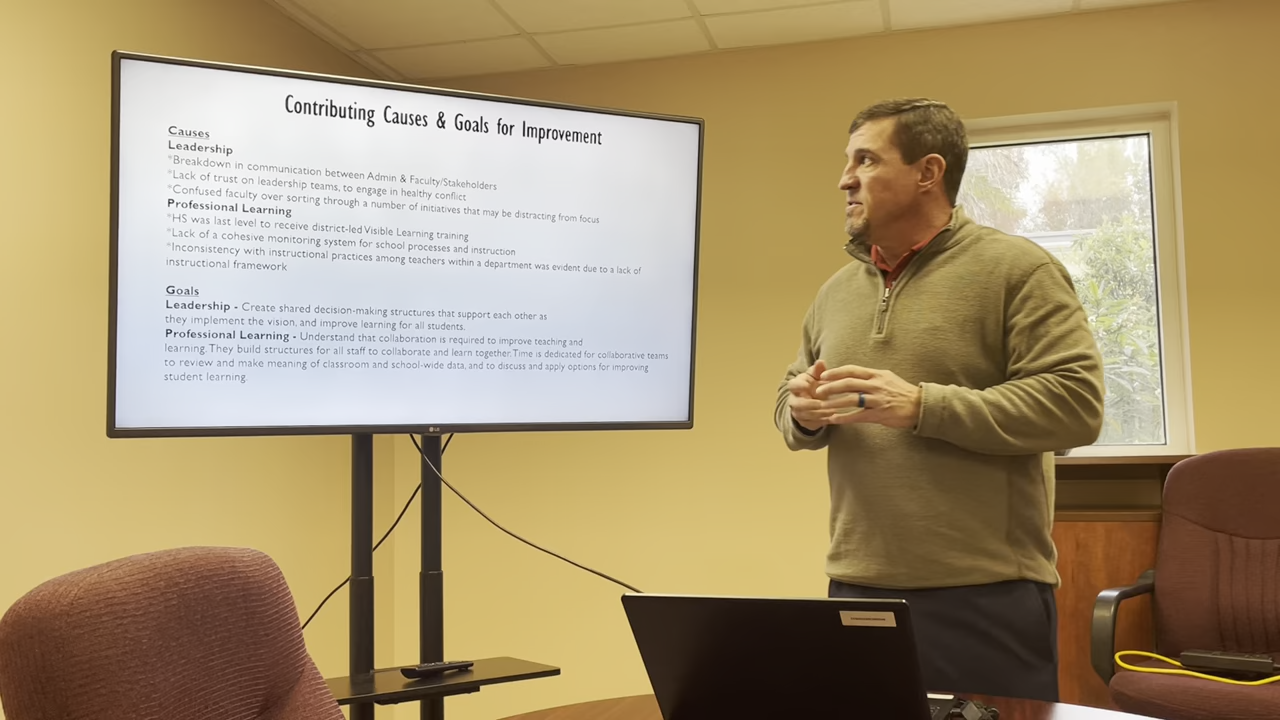 Contributing Causes & Goals for Improvement
Causes
Leadership
*Breakdown in communication between Admin & Faculty/Stakeholders
*Lack of trust on leadership teams, to engage in healthy conflict
*Confused faculty over sorting through a number of initiatives that may be distracting from focus
Professional Learning
*HS was last level to receive district-led Visible Learning training
*Lack of a cohesive monitoring system for school processes and instruction
*Inconsistency with instructional practices among teachers within a department was evident due to a lack of
instructional framework
Goals
Leadership - Create shared decision-making structures that support each other as
they implement the vision, and improve learning for all students.
Professional Learning - Understand that collaboration is required to improve teaching and
learning. They build structures for all staff to collaborate and learn together. Time is dedicated for collaborative teams
to review and make meaning of classroom and school-wide data, and to discuss and apply options for improving
student learning.
LG